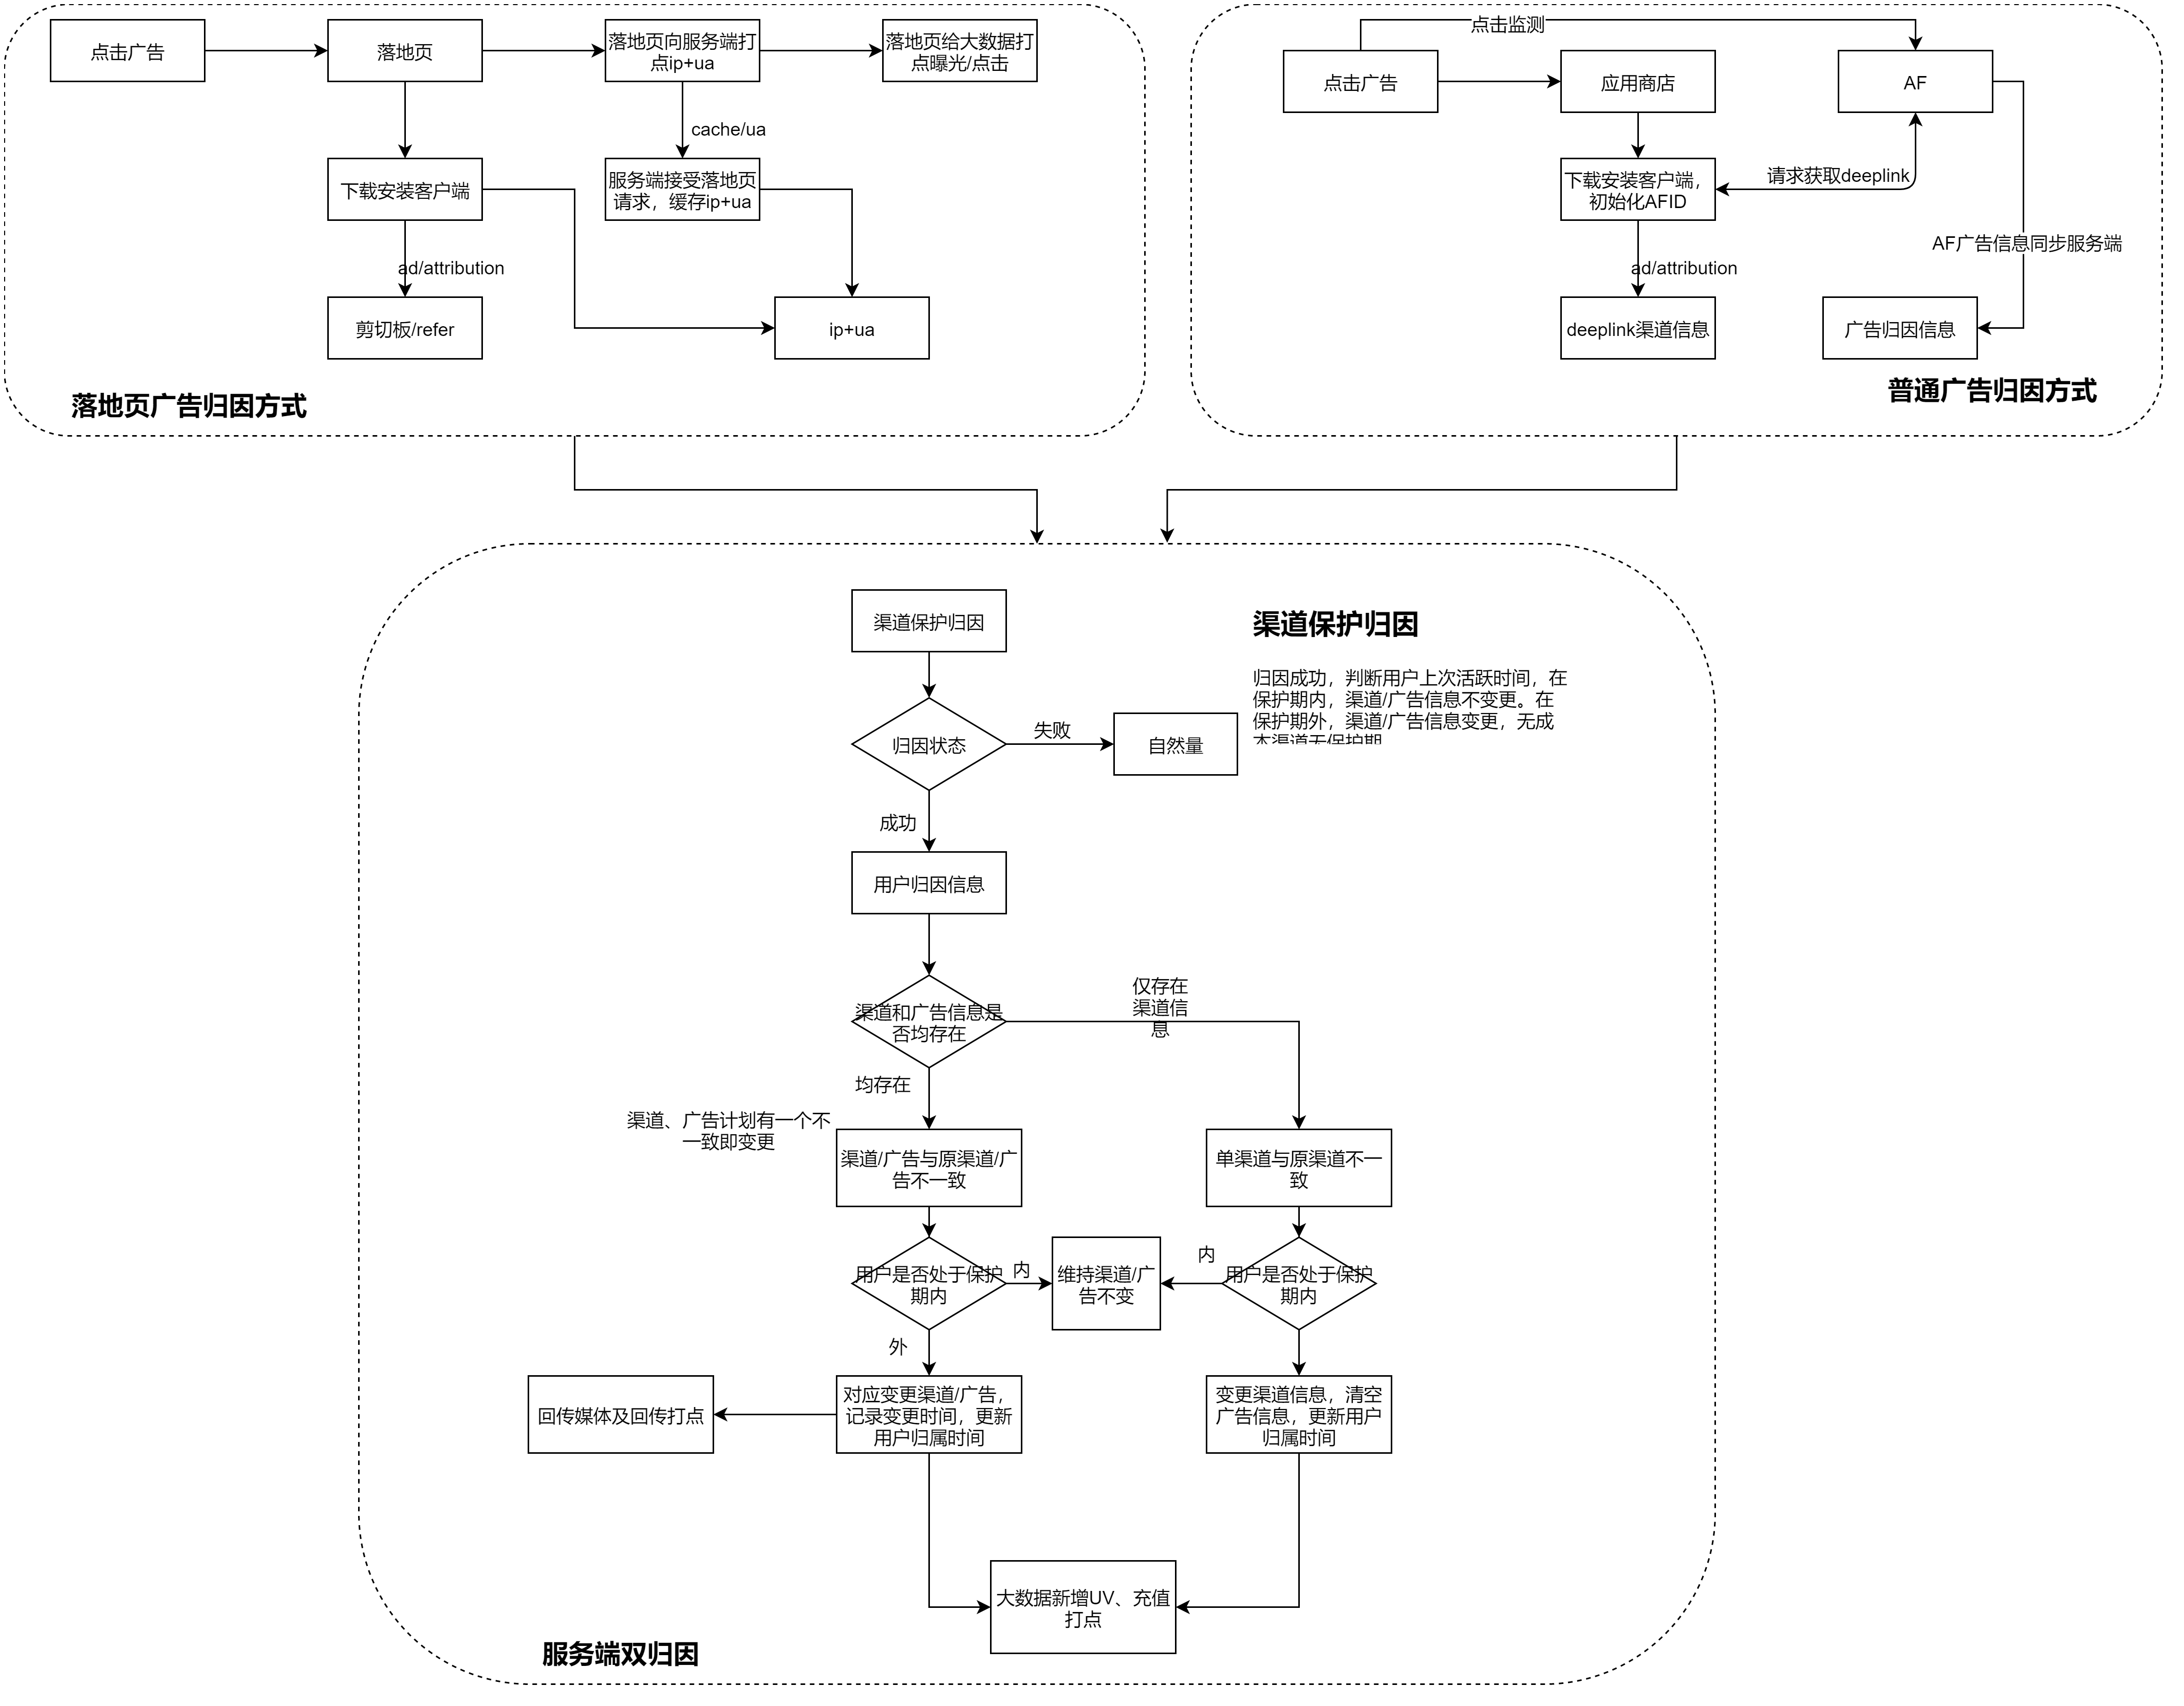 点击广告
落地页
落地页向服务端打
点ip+ua
落地页给大数据打
点曝光/点击
cache/ua
下载安装客户端
服务端接受落地页
请求，缓存ip+ua
ad/attribution
剪切板/refer
ip+ua
落地页广告归因方式
点击监测
点击广告
应用商店
AF
下载安装客户端，
初始化AFID
请求获取deeplink
AF广告信息同步服务端
ad/attribution
deeplink渠道信息
广告归因信息
普通广告归因方式
渠道保护归因
渠道保护归因
归因成功，判断用户上次活跃时间，在
保护期内，渠道/广告信息不变更。在
保护期外，渠道/广告信息变更，无成
本渠道无保护期
归因状态
失败
自然量
成功
用户归因信息
渠道和广告信息是
否均存在
仅存在
渠道信
息
均存在
渠道、广告计划有一个不
一致即变更
渠道/广告与原渠道/广
告不一致
单渠道与原渠道不一
致
用户是否处于保护
期内
内
维持渠道/广
告不变
内
用户是否处于保护
期内
外
回传媒体及回传打点
对应变更渠道/广告，
记录变更时间，更新
用户归属时间
变更渠道信息，清空
广告信息，更新用户
归属时间
大数据新增UV、充值
打点
服务端双归因